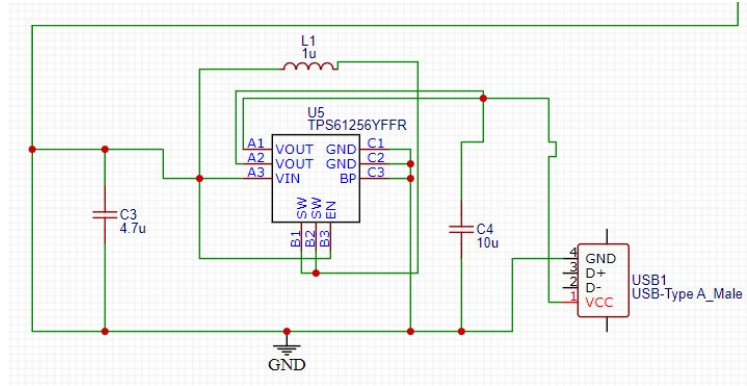 L1
1u
U5
TPS61256YFFR
A1 VOUT GND C1
A2 VOUT GND C2
A3 VIN BP C3
SW SW EN
B1 B2 B3
C3
4.7u
C4
10u
4 GND
3 D+
2 D-
1 VCC
USB1
USB-Type A_Male
GND